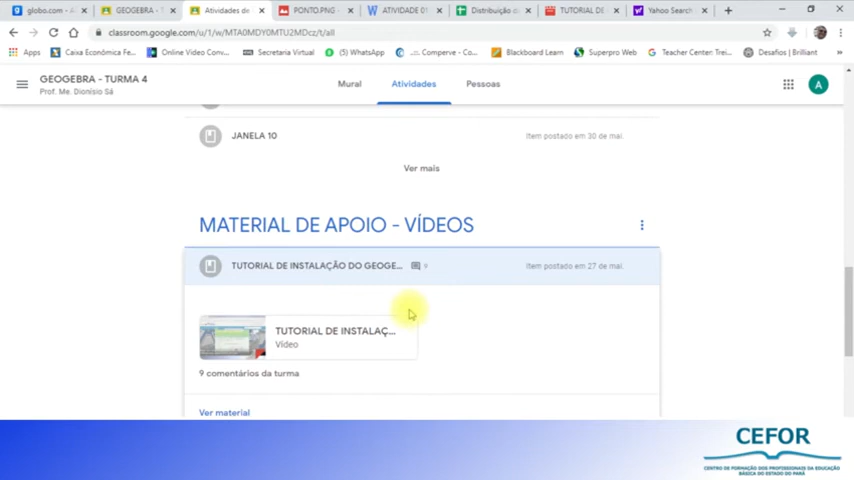 globo.com - A
GEOGEBRA - T
Atividades de
PONTO.PNG -
ATIVIDADE 01
Distribuição de
TUTORIAL DE
Yahoo Search
classroom.google.com/u/1/w/MTA0MDY0MTU2MDcz/t/all
Apps
Caixa Econômica Fe...
Online Video Conv...
Secretaria Virtual
(5) WhatsApp
.:: Comperve - Co...
Blackboard Learn
Superpro Web
Teacher Center: Trei...
Desafios | Brilliant
GEOGEBRA - TURMA 4
Prof. Me. Dionísio Sá
Mural
Atividades
Pessoas
A
JANELA 10
Item postado em 30 de mai.
Ver mais
MATERIAL DE APOIO - VÍDEOS
TUTORIAL DE INSTALAÇÃO DO GEOGE...
9
Item postado em 27 de mai.
TUTORIAL DE INSTALAÇ...
Vídeo
9 comentários da turma
Ver material
CEFOR
CENTRO DE FORMAÇÃO DOS PROFISSIONAIS DA EDUCAÇÃO
BÁSICA DO ESTADO DO PARÁ